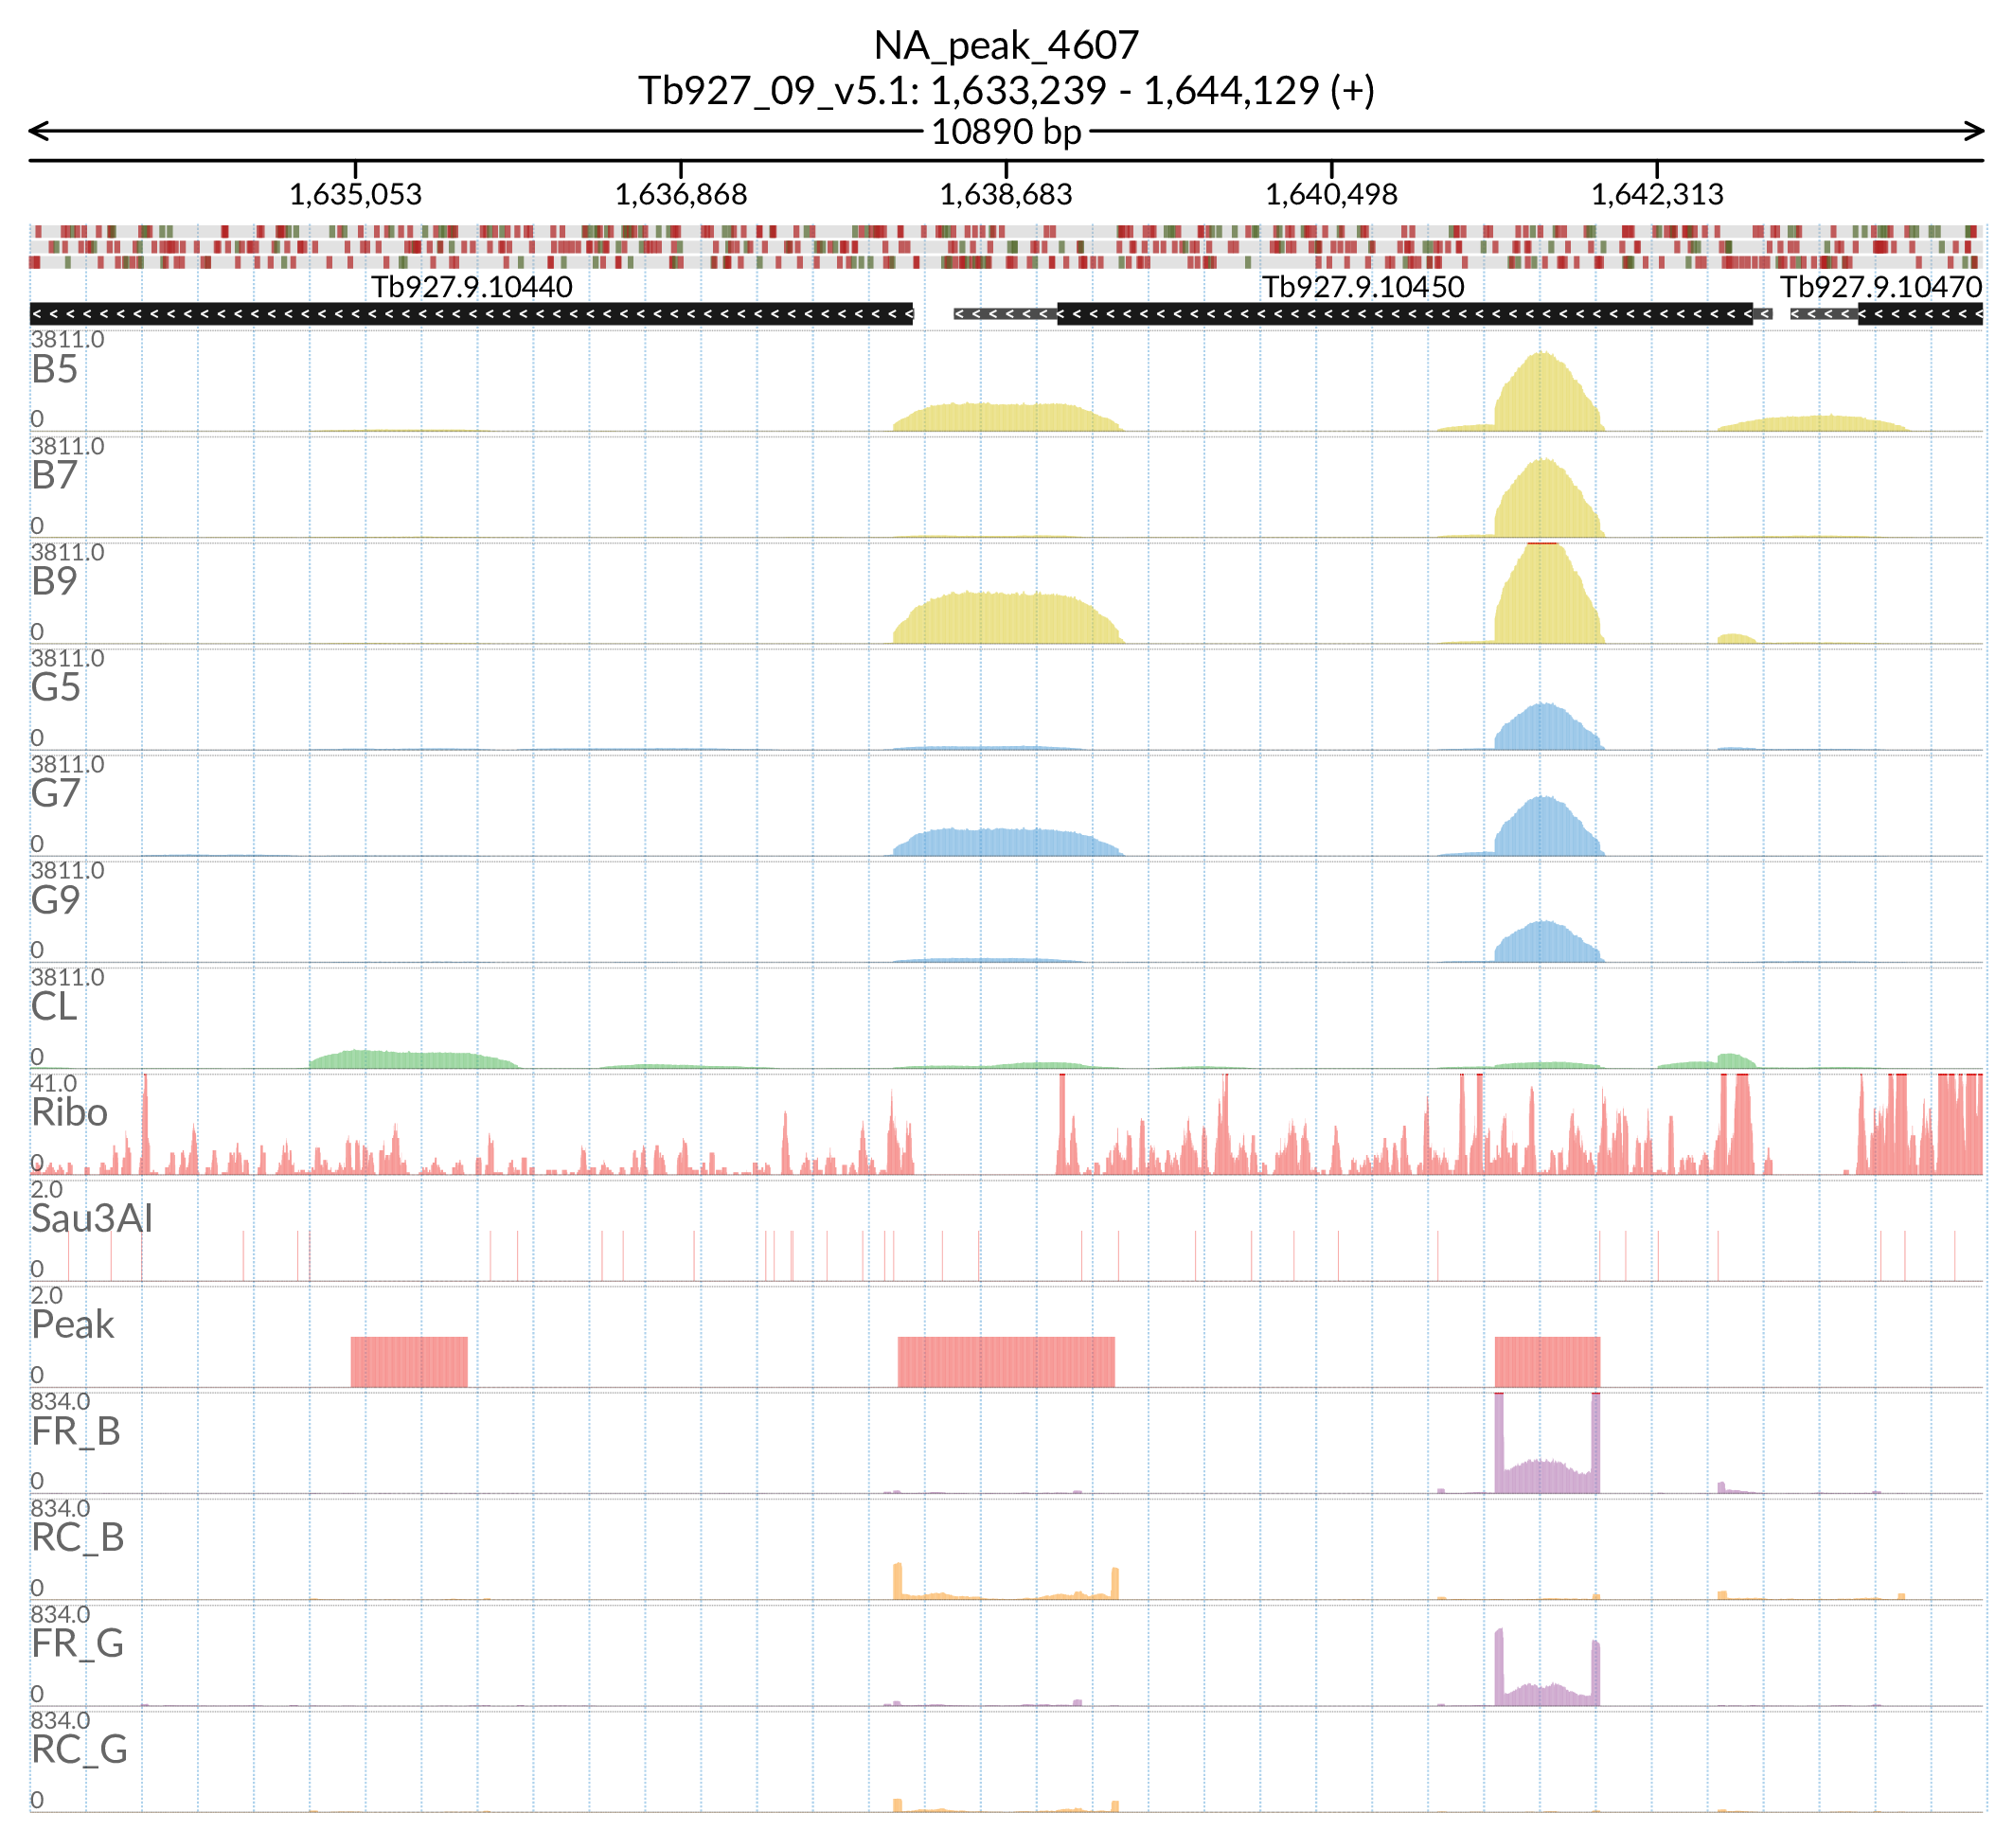 NA_peak_4607
Tb927_09_v5.1: 1,633,239 - 1,644,129 (+)
10890 bp
1,635,053 1,636,868 1,638,683 1,640,498 1,642,313
Tb927.9.10440 Tb927.9.10450 Tb927.9.10470
3811.0
B5
0
3811.0
B7
0
3811.0
B9
0
3811.0
G5
0
3811.0
G7
0
3811.0
G9
0
3811.0
CL
0
41.0
Ribo
0
2.0
Sau3AI
0
2.0
Peak
0
834.0
FR_B
0
834.0
RC_B
0
834.0
FR_G
0
834.0
RC_G
0